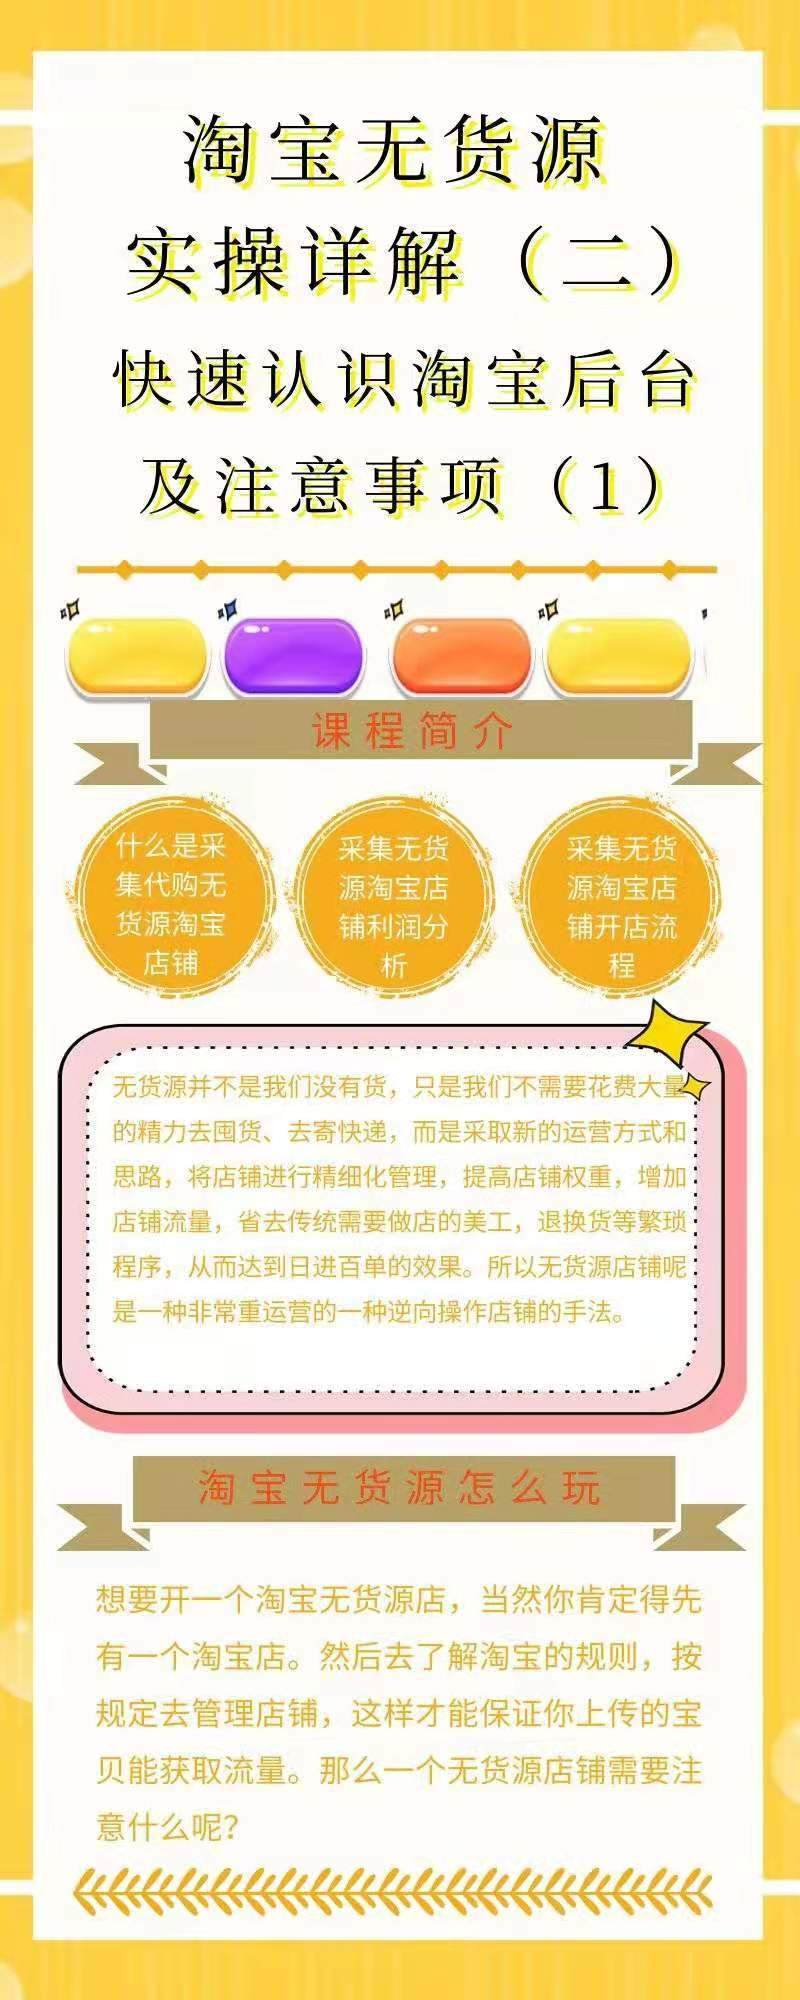 淘宝无货源
实操详解（二）
快速认识淘宝后台
及注意事项（1）
课程简介
什么是采
集代购无
货源淘宝
店铺
采集无货
源淘宝店
铺利润分
析
采集无货
源淘宝店
铺开店流
程
无货源并不是我们没有货，只是我们不需要花费大量
的精力去囤货、去寄快递，而是采取新的运营方式和
思路，将店铺进行精细化管理，提高店铺权重，增加
店铺流量，省去传统需要做店的美工，退换货等繁琐
程序，从而达到日进百单的效果。所以无货源店铺呢
是一种非常重运营的一种逆向操作店铺的手法。
淘宝无货源怎么玩
想要开一个淘宝无货源店，当然你肯定得先
有一个淘宝店。然后去了解淘宝的规则，按
规定去管理店铺，这样才能保证你上传的宝
贝能获取流量。那么一个无货源店铺需要注
意什么呢？